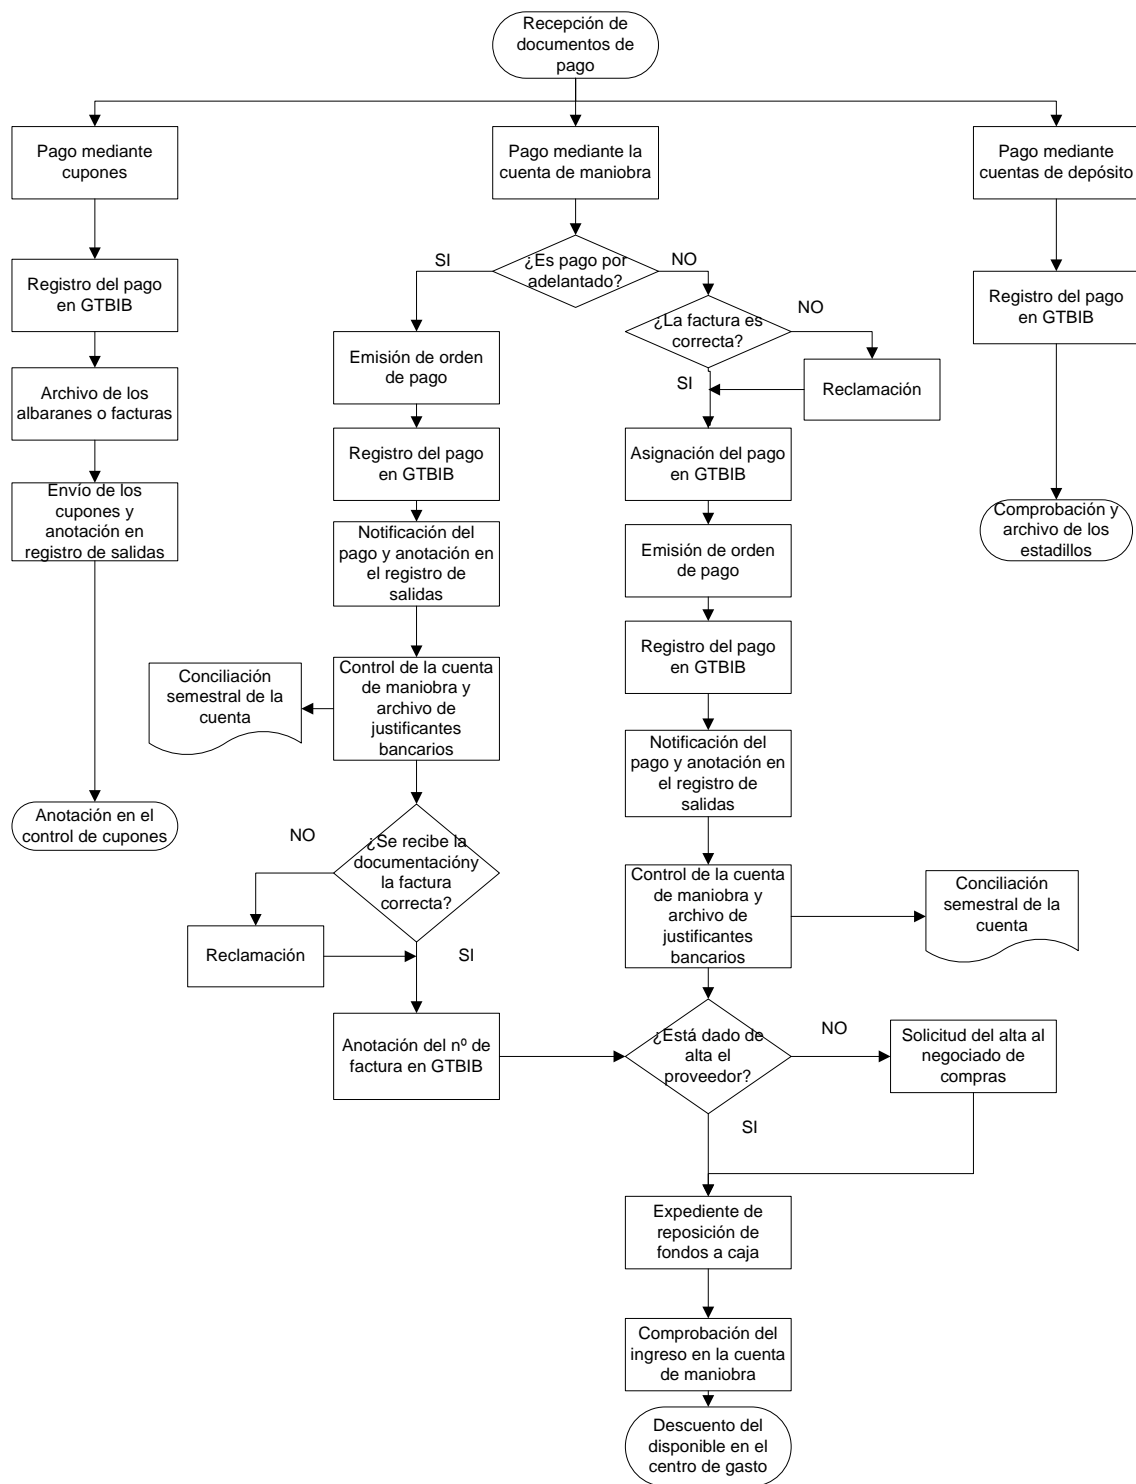 Recepción de
documentos de
pago
Pago mediante
cupones
Pago mediante la
cuenta de maniobra
Pago mediante
cuentas de depósito
¿Es pago por
adelantado?
SI
NO
Registro del pago
en GTBIB
Registro del pago
en GTBIB
¿La factura es
correcta?
NO
SI
Emisión de orden
de pago
Reclamación
Archivo de los
albaranes o facturas
Registro del pago
en GTBIB
Asignación del pago
en GTBIB
Envío de los
cupones y
anotación en
registro de salidas
Notificación del
pago y anotación en
el registro de
salidas
Emisión de orden
de pago
Comprobación y
archivo de los
estadillos
Registro del pago
en GTBIB
Conciliación
semestral de la
cuenta
Control de la cuenta
de maniobra y
archivo de
justificantes
bancarios
Notificación del
pago y anotación en
el registro de
salidas
Anotación en el
control de cupones
NO
¿Se recibe la
documentacióny
la factura
correcta?
SI
Reclamación
Control de la cuenta
de maniobra y
archivo de
justificantes
bancarios
Conciliación
semestral de la
cuenta
Anotación del nº de
factura en GTBIB
¿Está dado de
alta el
proveedor?
NO
SI
Solicitud del alta al
negociado de
compras
Expediente de
reposición de
fondos a caja
Comprobación del
ingreso en la cuenta
de maniobra
Descuento del
disponible en el
centro de gasto